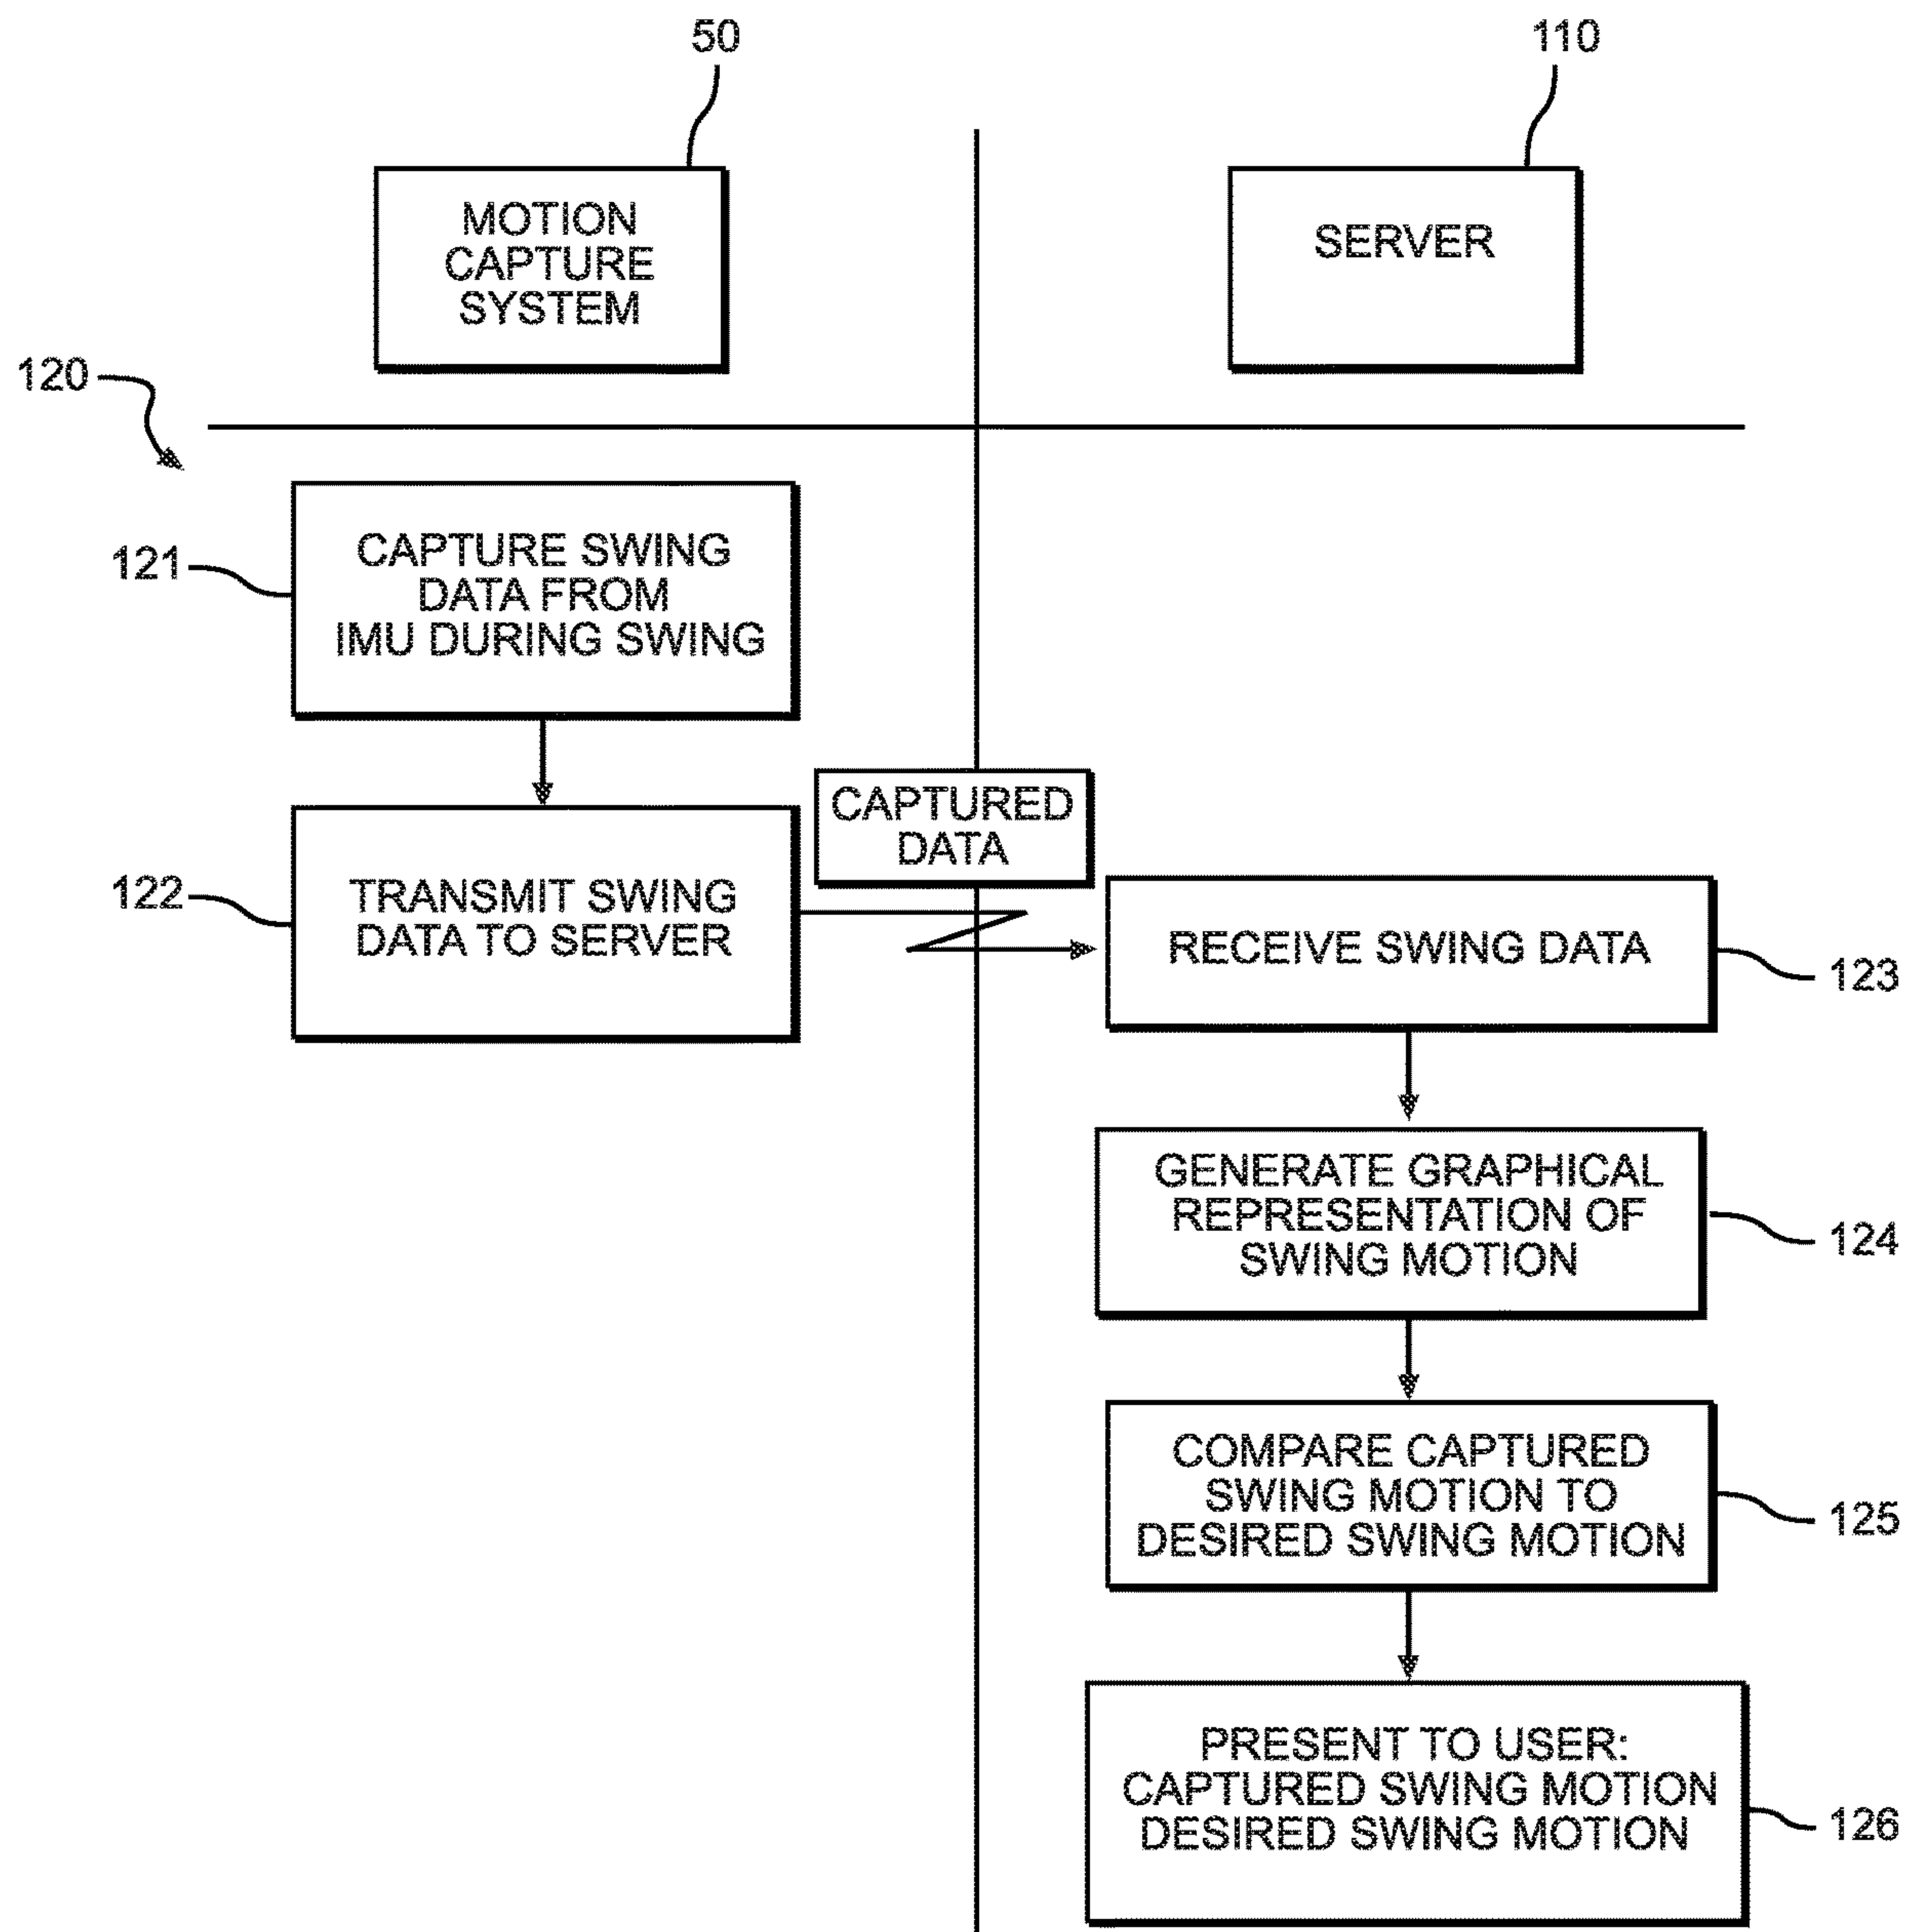 50
110
MOTION
CAPTURE
SYSTEM
SERVER
120
121
CAPTURE SWING
DATA FROM
IMU DURING SWING
CAPTURED
DATA
122
TRANSMIT SWING
DATA TO SERVER
RECEIVE SWING DATA
123
GENERATE GRAPHICAL
REPRESENTATION OF
SWING MOTION
124
COMPARE CAPTURED
SWING MOTION TO
DESIRED SWING MOTION
125
PRESENT TO USER:
CAPTURED SWING MOTION
DESIRED SWING MOTION
126